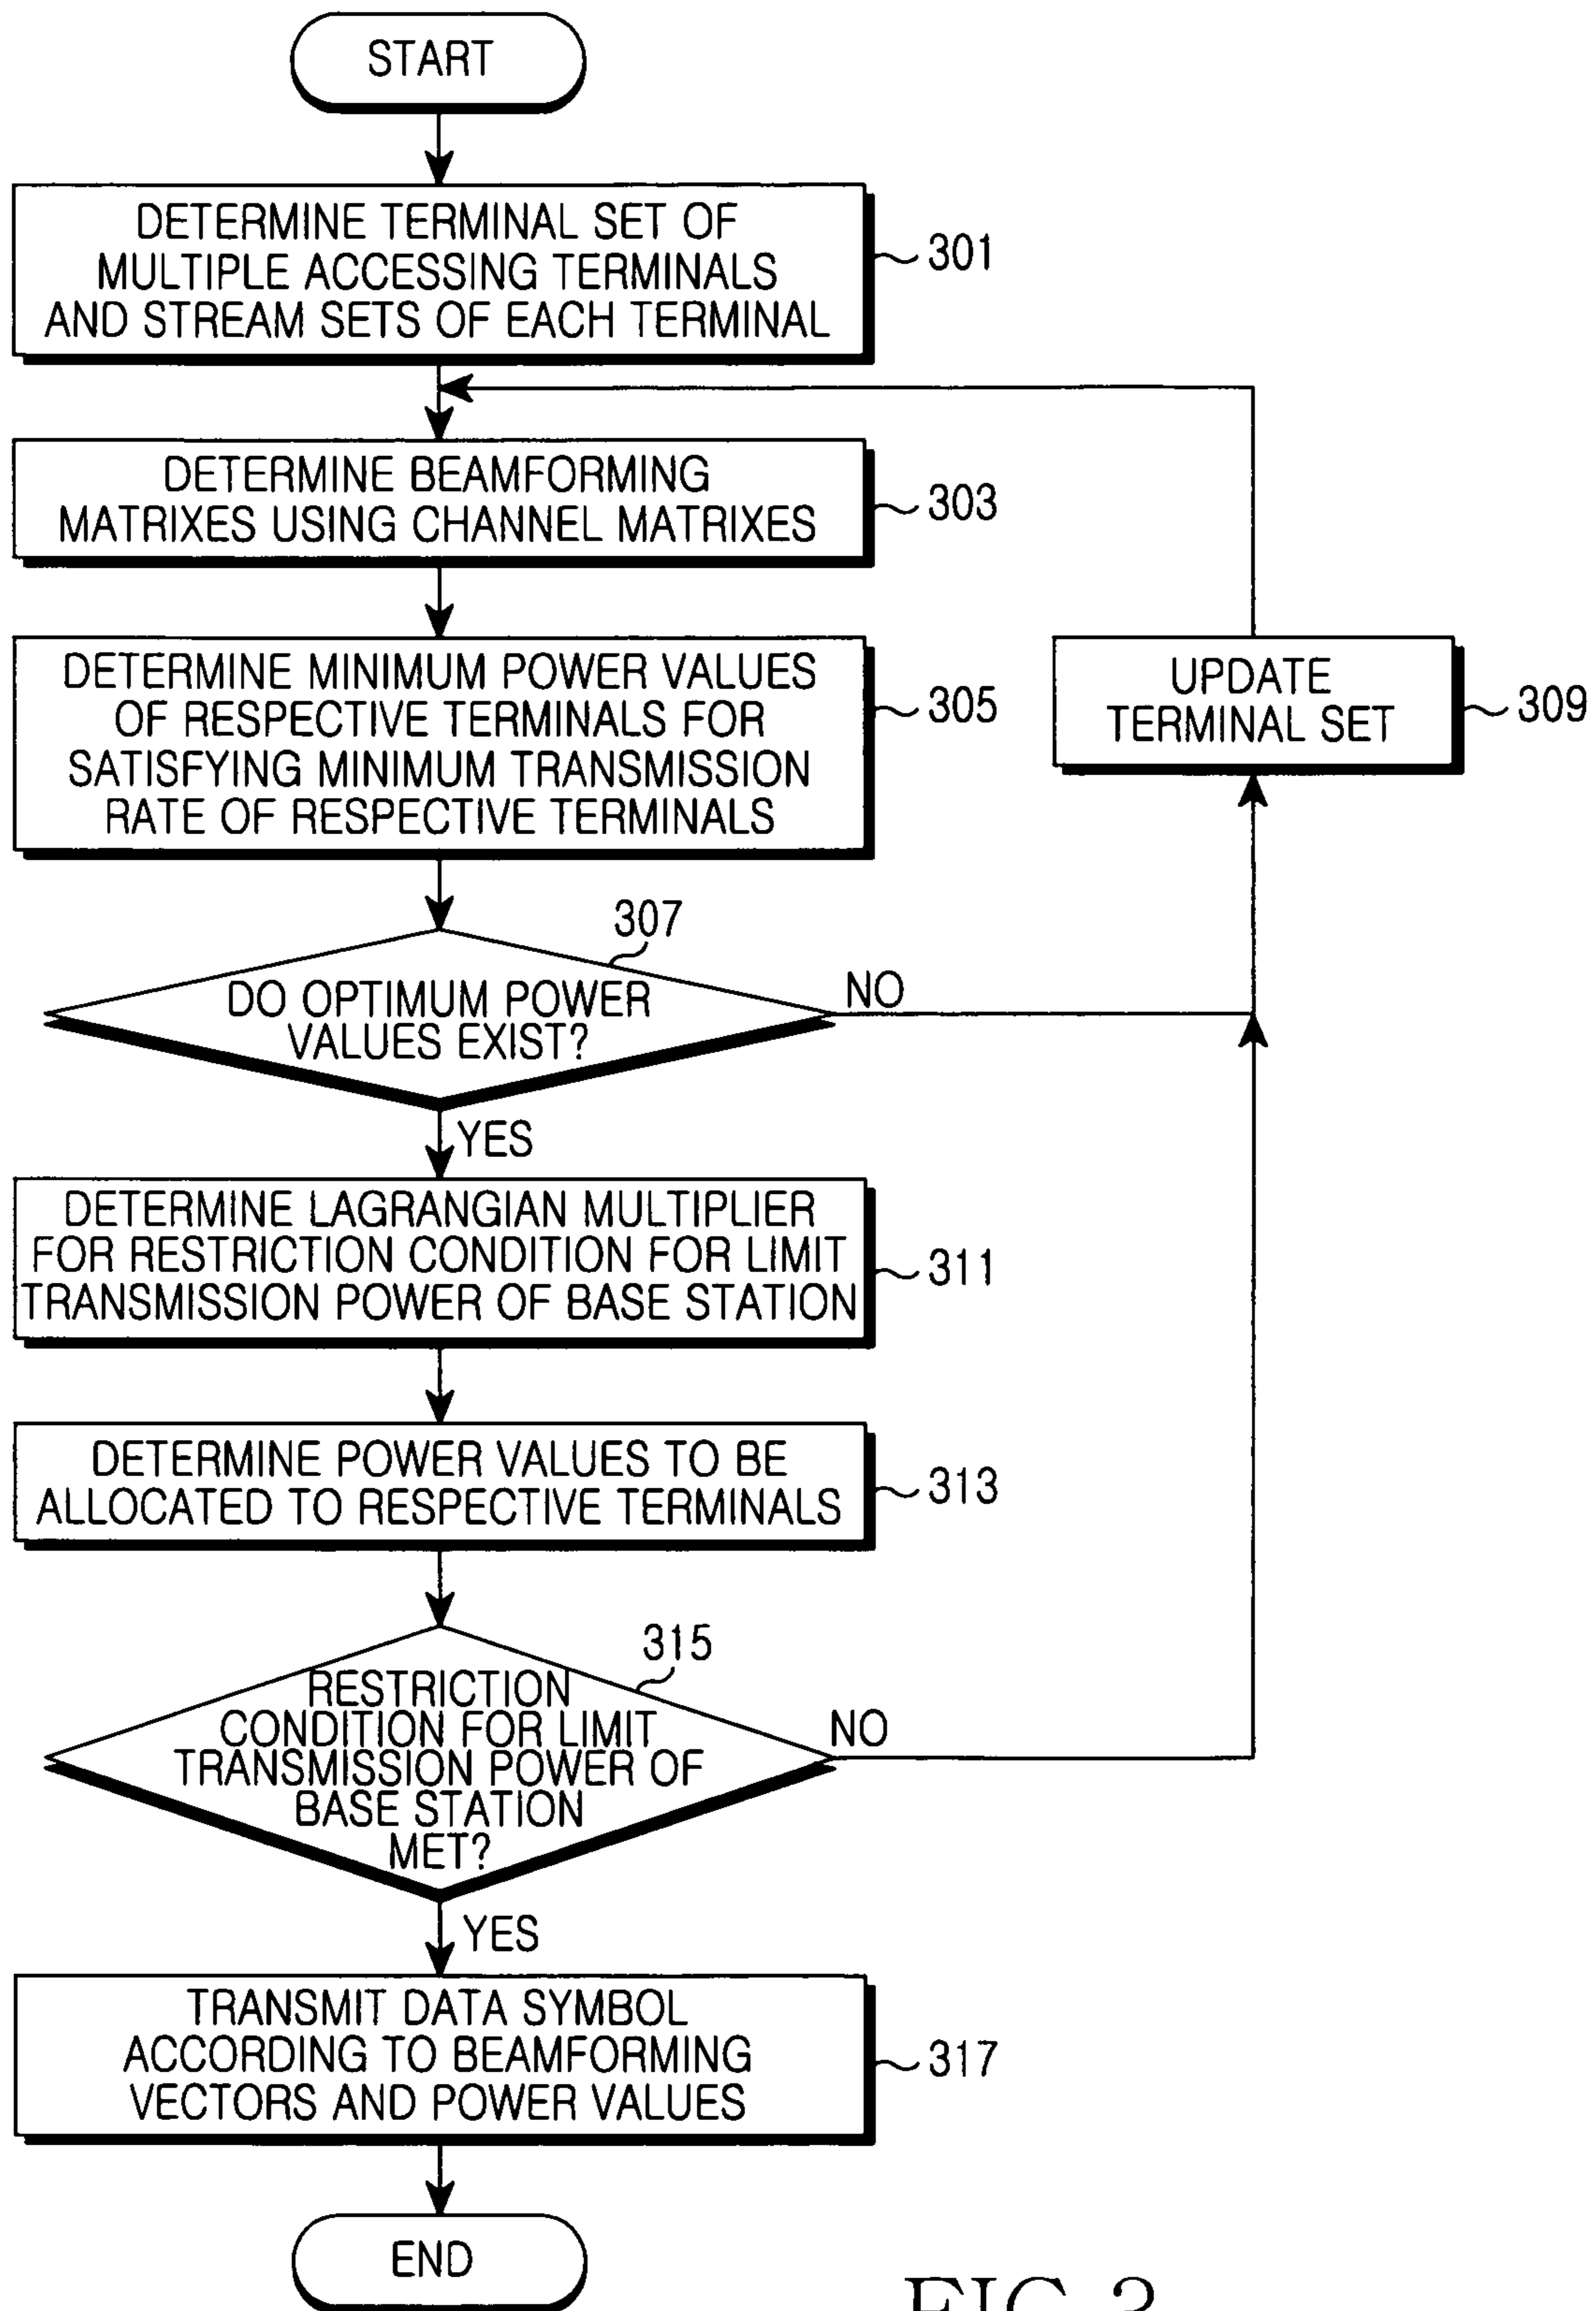 START
DETERMINE TERMINAL SET OF
MULTIPLE ACCESSING TERMINALS
AND STREAM SETS OF EACH TERMINAL
301
DETERMINE BEAMFORMING
MATRIXES USING CHANNEL MATRIXES
303
DETERMINE MINIMUM POWER VALUES
OF RESPECTIVE TERMINALS FOR
SATISFYING MINIMUM TRANSMISSION
RATE OF RESPECTIVE TERMINALS
305
UPDATE
TERMINAL SET
309
307
DO OPTIMUM POWER
VALUES EXIST?
NO
YES
DETERMINE LAGRANGIAN MULTIPLIER
FOR RESTRICTION CONDITION FOR LIMIT
TRANSMISSION POWER OF BASE STATION
311
DETERMINE POWER VALUES TO BE
ALLOCATED TO RESPECTIVE TERMINALS
313
315
RESTRICTION
CONDITION FOR LIMIT
TRANSMISSION POWER OF
BASE STATION
MET?
NO
YES
TRANSMIT DATA SYMBOL
ACCORDING TO BEAMFORMING
VECTORS AND POWER VALUES
317
END
FIG.3